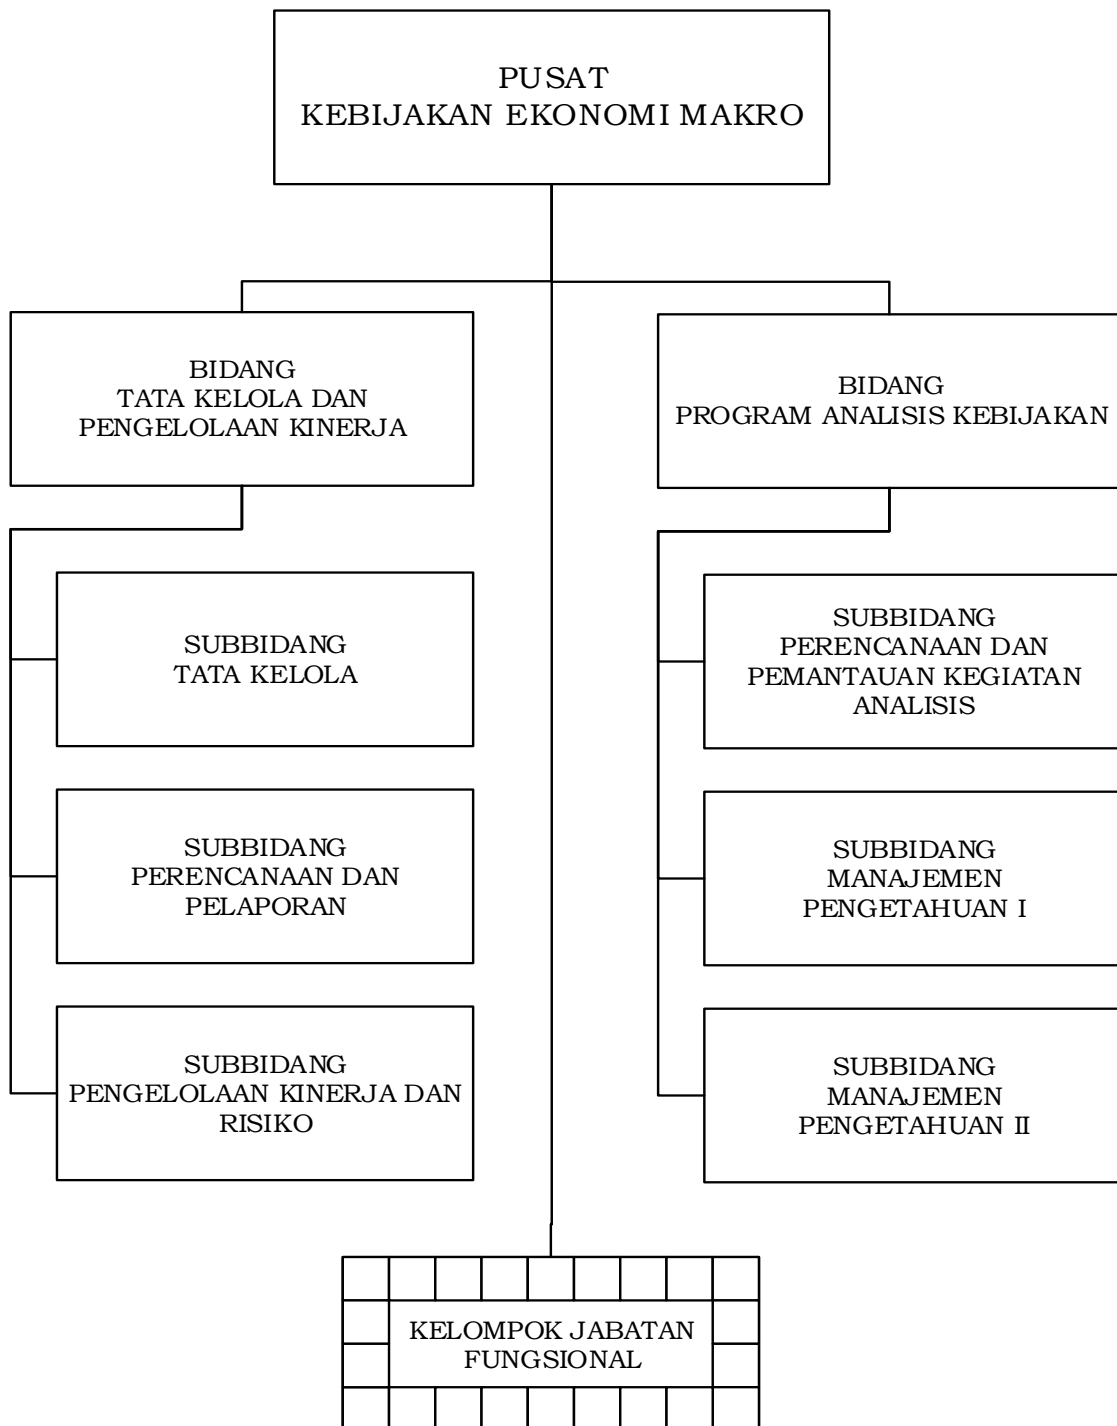 PUSAT
KEBIJAKAN EKONOMI MAKRO
BIDANG
TATA KELOLA DAN
PENGELOLAAN KINERJA
BIDANG
PROGRAM ANALISIS KEBIJAKAN
SUBBIDANG
TATA KELOLA
SUBBIDANG
PERENCANAAN DAN
PELAPORAN
SUBBIDANG
PENGELOLAAN KINERJA DAN
RISIKO
SUBBIDANG
PERENCANAAN DAN
PEMANTAUAN KEGIATAN
ANALISIS
SUBBIDANG
MANAJEMEN
PENGETAHUAN I
SUBBIDANG
MANAJEMEN
PENGETAHUAN II
KELOMPOK JABATAN
FUNGSIONAL